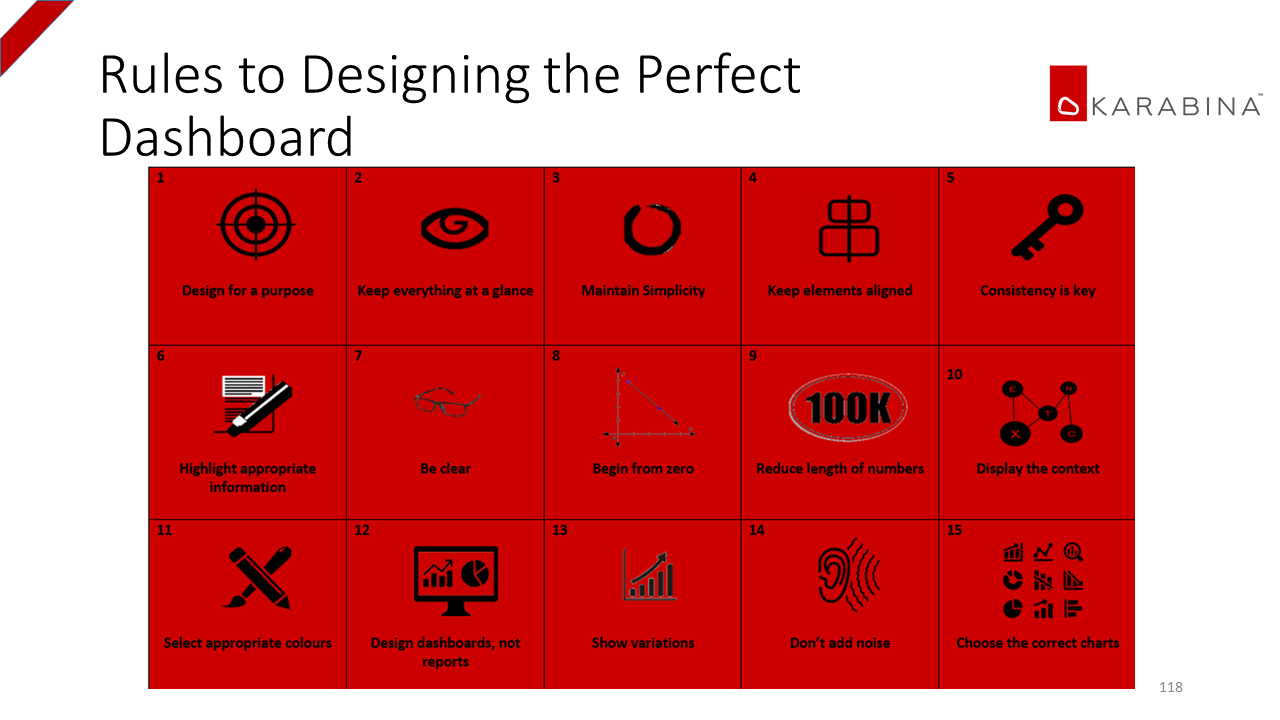 Rules to Designing the Perfect
Dashboard
KARABINA™
1
Design for a purpose
2
Keep everything at a glance
3
Maintain Simplicity
4
Keep elements aligned
5
Consistency is key
6
Highlight appropriate
information
7
Be clear
8
Begin from zero
9
100K
Reduce length of numbers
10
E
N
T
X
C
Display the context
11
Select appropriate colours
12
Design dashboards, not
reports
13
Show variations
14
Don’t add noise
15
Choose the correct charts
118